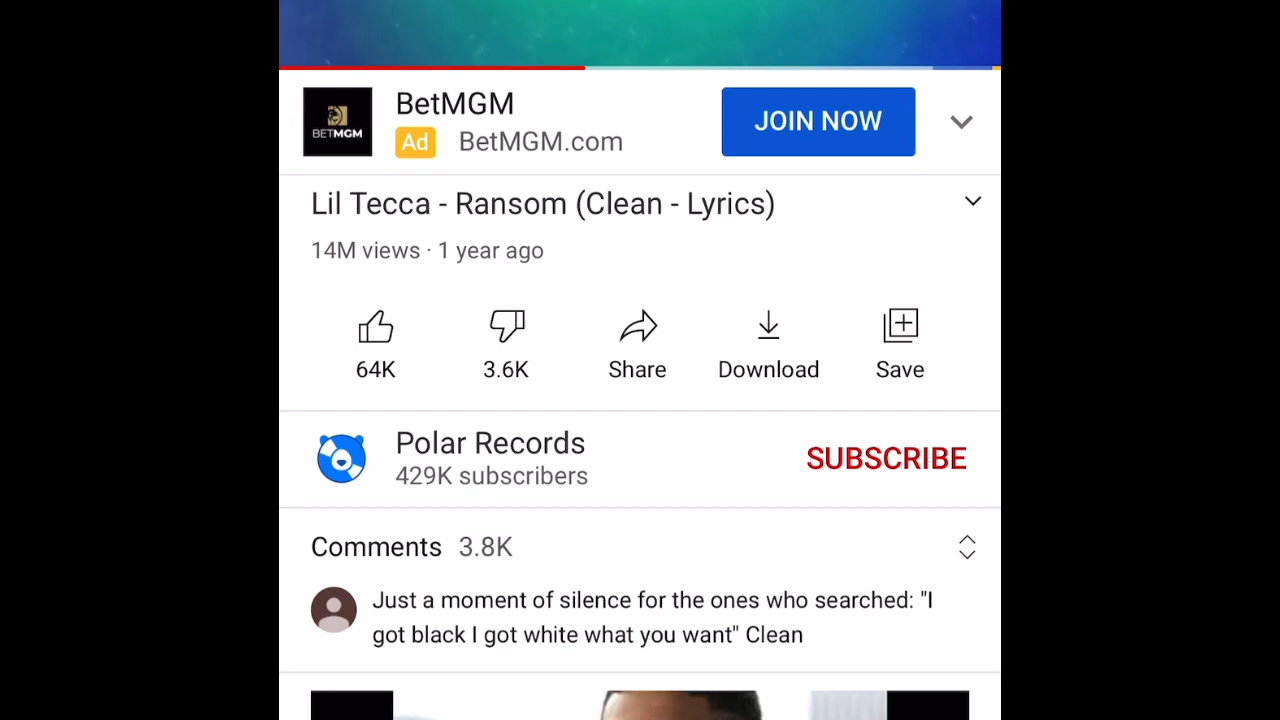 BETMGM
BetMGM
Ad BetMGM.com
JOIN NOW
Lil Tecca - Ransom (Clean - Lyrics)
14M views · 1 year ago
64K 3.6K Share Download Save
Polar Records
429K subscribers
SUBSCRIBE
Comments 3.8K
Just a moment of silence for the ones who searched: "I
got black I got white what you want" Clean